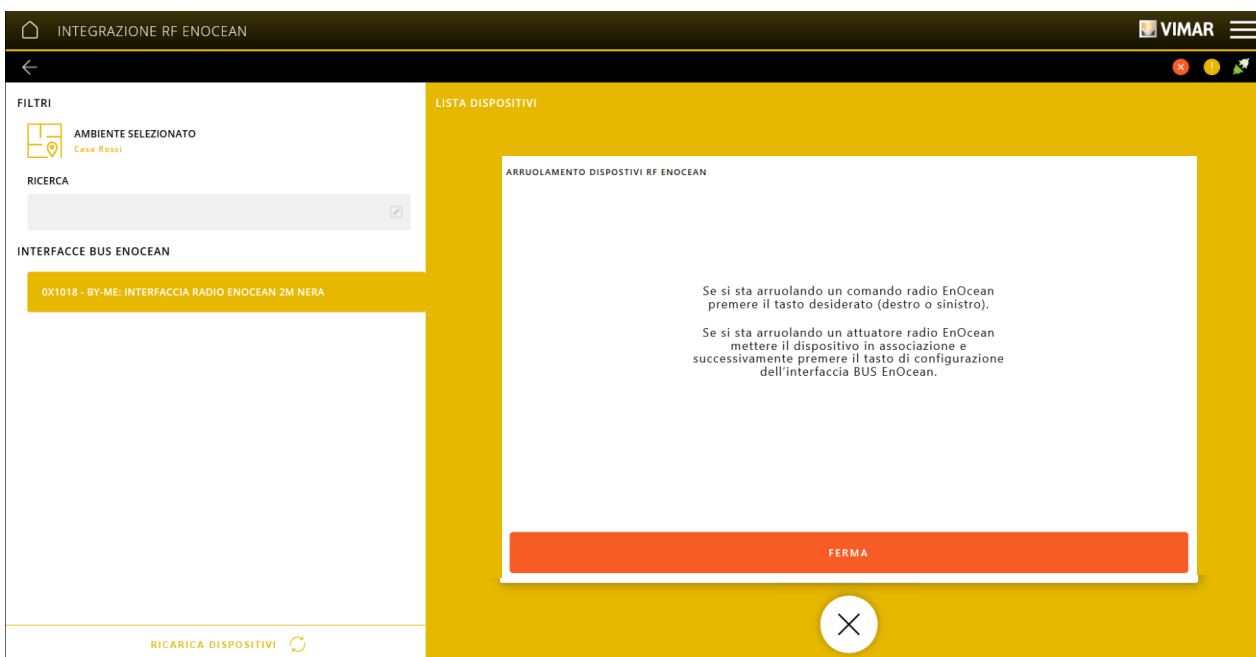 INTEGRAZIONE RF ENOCEAN
VIMAR
FILTRI
AMBIENTE SELEZIONATO
Casa Rossi
RICERCA
INTERFACCE BUS ENOCEAN
0X1018 - BY-ME: INTERFACCIA RADIO ENOCEAN 2M NERA
RICARICA DISPOSITIVI
LISTA DISPOSITIVI
ARRUOLAMENTO DISPOSTIVI RF ENOCEAN
Se si sta arruolando un comando radio EnOcean
premere il tasto desiderato (destro o sinistro).
Se si sta arruolando un attuatore radio EnOcean
mettere il dispositivo in associazione e
successivamente premere il tasto di configurazione
dell'interfaccia BUS EnOcean.
FERMA